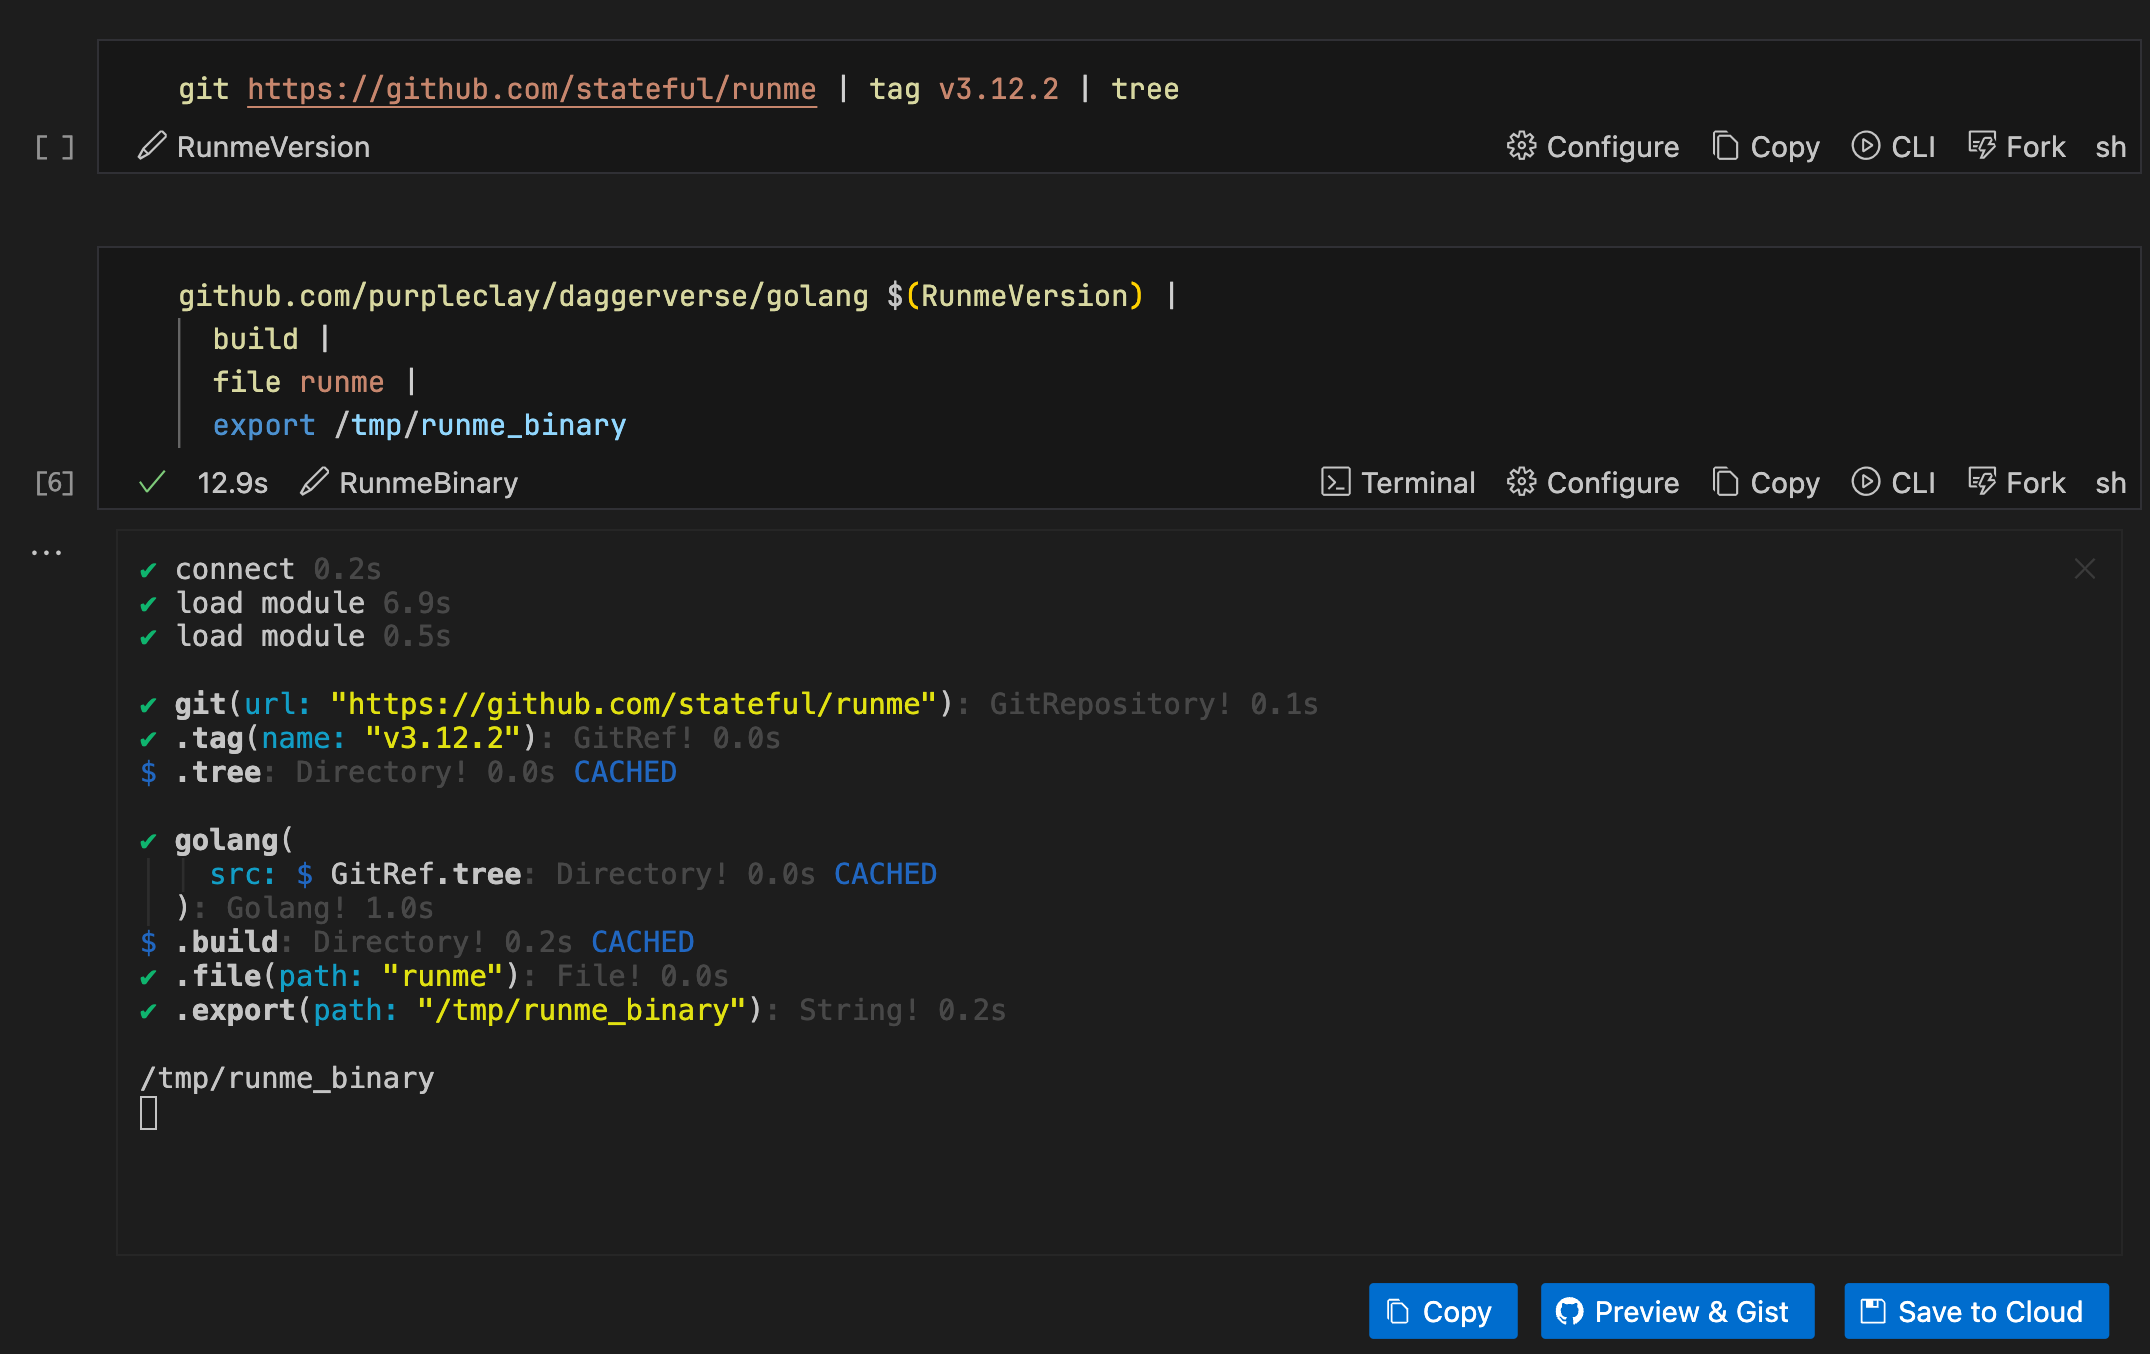 git https://github.com/stateful/runme | tag v3.12.2 | tree
[ ] RunmeVersion Configure Copy CLI Fork sh
github.com/purpleclay/daggerverse/golang $(RunmeVersion) |
build |
file runme |
export /tmp/runme_binary
[6] ✓ 12.9s RunmeBinary Terminal Configure Copy CLI Fork sh
...
✔ connect 0.2s
✔ load module 6.9s
✔ load module 0.5s
✔ git(url: "https://github.com/stateful/runme"): GitRepository! 0.1s
✔ .tag(name: "v3.12.2"): GitRef! 0.0s
$ .tree: Directory! 0.0s CACHED
✔ golang(
src: $ GitRef.tree: Directory! 0.0s CACHED
): Golang! 1.0s
$ .build: Directory! 0.2s CACHED
✔ .file(path: "runme"): File! 0.0s
✔ .export(path: "/tmp/runme_binary"): String! 0.2s
/tmp/runme_binary
Copy Preview & Gist Save to Cloud